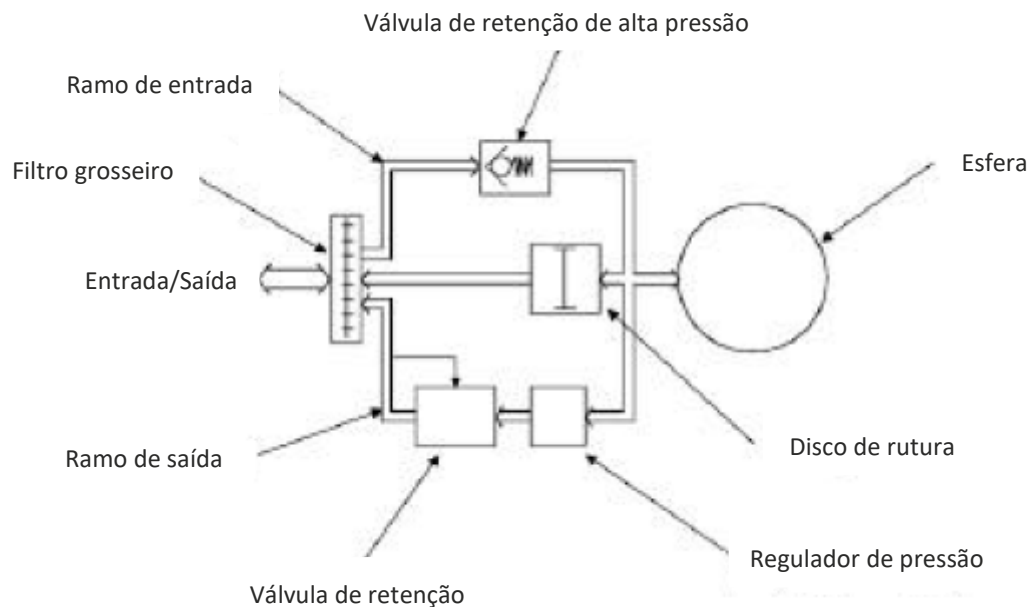 Válvula de retenção de alta pressão
Ramo de entrada
Esfera
Filtro grosseiro
Entrada/Saída
Disco de rutura
Ramo de saída
Regulador de pressão
Válvula de retenção